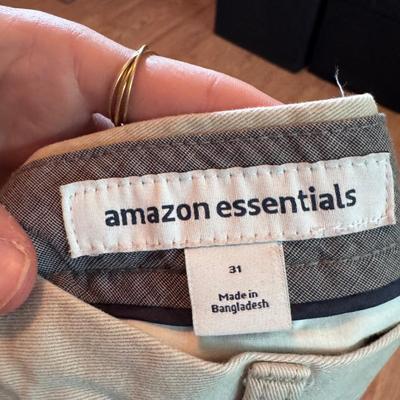 amazon essentials
31
Made in
Bangladesh